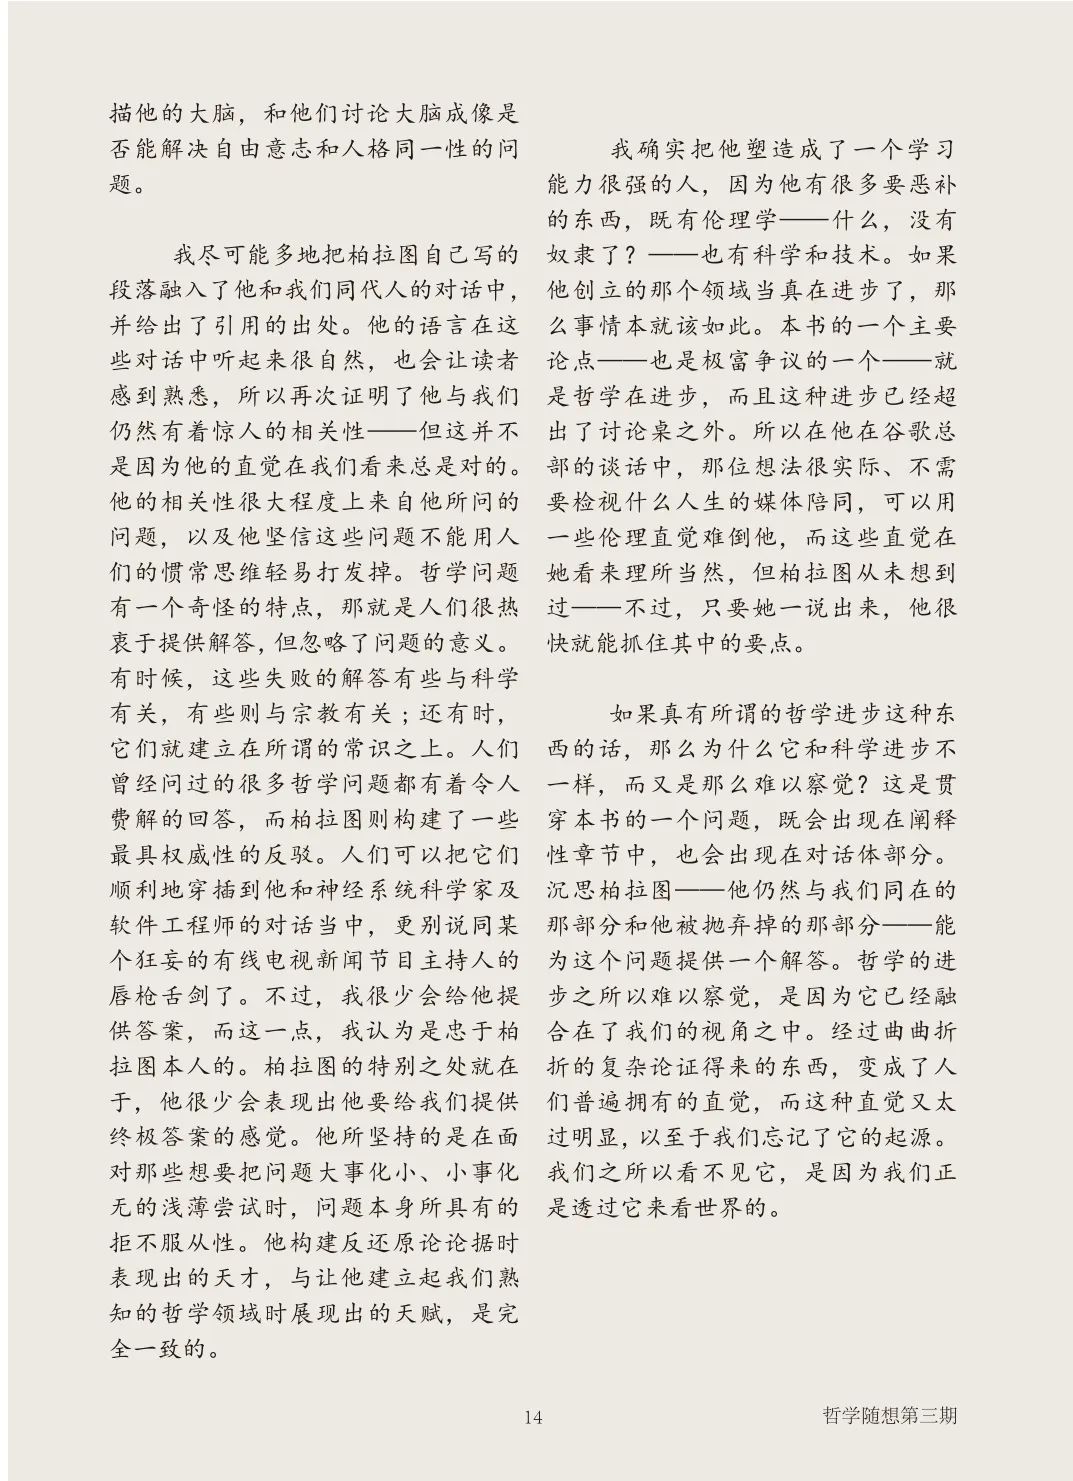 描他的大脑，和他们讨论大脑成像是
否能解决自由意志和人格同一性的问
题。
我尽可能多地把柏拉图自己写的
段落融入了他和我们同代人的对话中，
并给出了引用的出处。他的语言在这
些对话中听起来很自然，也会让读者
感到熟悉，所以再次证明了他与我们
仍然有着惊人的相关性——但这并不
是因为他的直觉在我们看来总是对的。
他的相关性很大程度上来自他所问的
问题，以及他坚信这些问题不能用人
们的惯常思维轻易打发掉。哲学问题
有一个奇怪的特点，那就是人们很热
衷于提供解答，但忽略了问题的意义。
有时候，这些失败的解答有些与科学
有关，有些则与宗教有关；还有时，
它们就建立在所谓的常识之上。人们
曾经问过的很多哲学问题都有着令人
费解的回答，而柏拉图则构建了一些
最具权威性的反驳。人们可以把它们
顺利地穿插到他和神经系统科学家及
软件工程师的对话当中，更别说同某
个狂妄的有线电视新闻节目主持人的
唇枪舌剑了。不过，我很少会给他提
供答案，而这一点，我认为是忠于柏
拉图本人的。柏拉图的特别之处就在
于，他很少会表现出他要给我们提供
终极答案的感觉。他所坚持的是在面
对那些想要把问题大事化小、小事化
无的浅薄尝试时，问题本身所具有的
拒不服从性。他构建反还原论论据时
表现出的天才，与让他建立起我们熟
知的哲学领域时展现出的天赋，是完
全一致的。
我确实把他塑造成了一个学习
能力很强的人，因为他有很多要恶补
的东西，既有伦理学——什么，没有
奴隶了？——也有科学和技术。如果
他创立的那个领域当真在进步了，那
么事情本就该如此。本书的一个主要
论点——也是极富争议的一个——就
是哲学在进步，而且这种进步已经超
出了讨论桌之外。所以在他在谷歌总
部的谈话中，那位想法很实际、不需
要检视什么人生的媒体陪同，可以用
一些伦理直觉难倒他，而这些直觉在
她看来理所当然，但柏拉图从未想到
过——不过，只要她一说出来，他很
快就能抓住其中的要点。
如果真有所谓的哲学进步这种东
西的话，那么为什么它和科学进步不
一样，而又是那么难以察觉？这是贯
穿本书的一个问题，既会出现在阐释
性章节中，也会出现在对话体部分。
沉思柏拉图——他仍然与我们同在的
那部分和他被抛弃掉的那部分——能
为这个问题提供一个解答。哲学的进
步之所以难以察觉，是因为它已经融
合在了我们的视角之中。经过曲曲折
折的复杂论证得来的东西，变成了人
们普遍拥有的直觉，而这种直觉又太
过明显，以至于我们忘记了它的起源。
我们之所以看不见它，是因为我们正
是透过它来看世界的。
14
哲学随想第三期